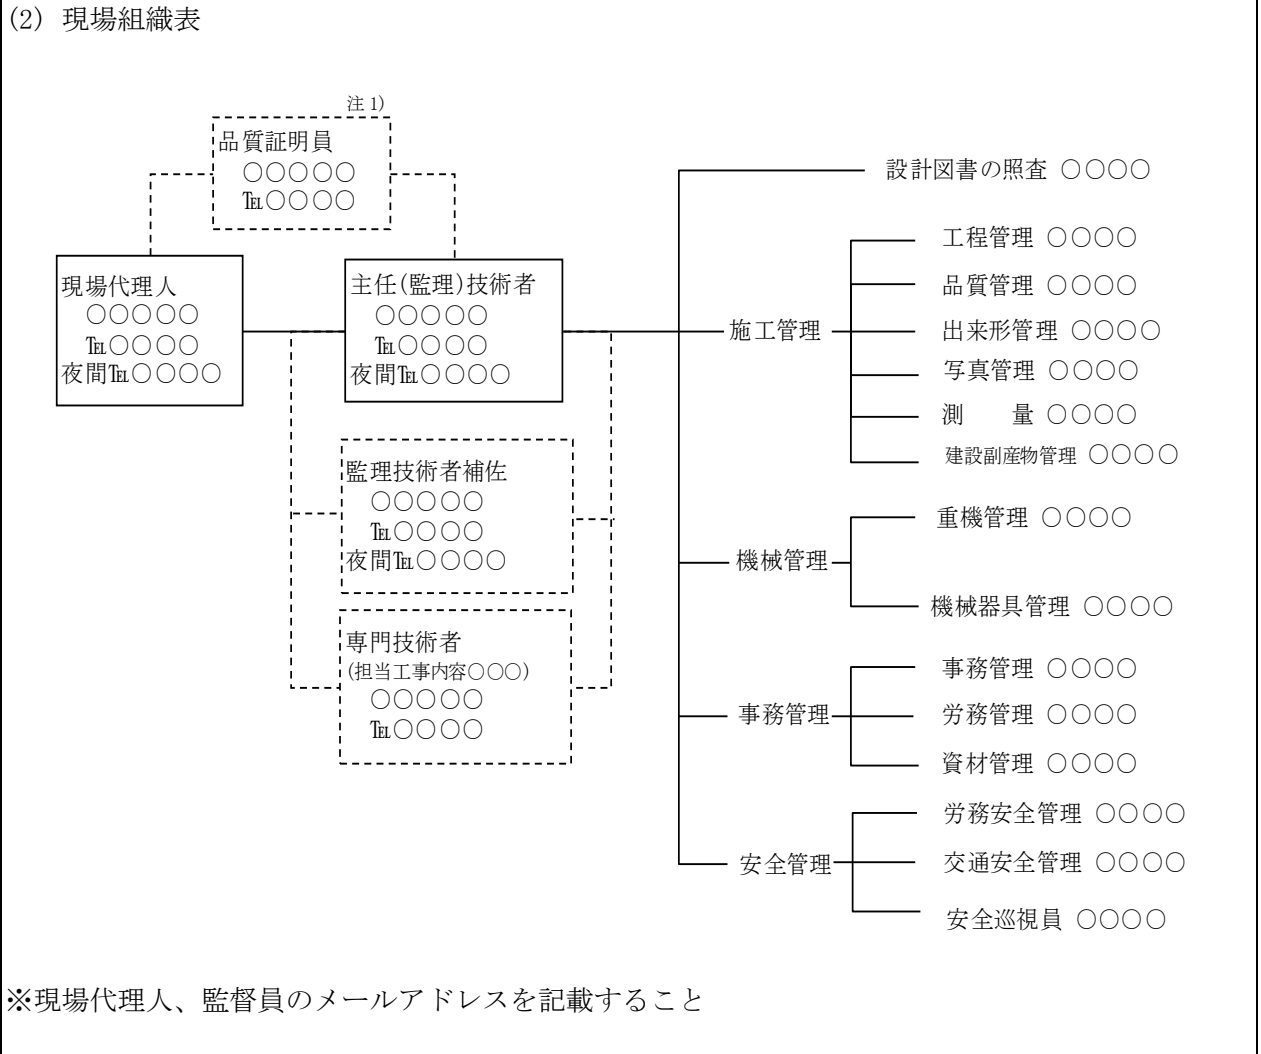 (2) 現場組織表
注1)
品質証明員
○○○○○
℡○○○○
現場代理人
○○○○○
℡○○○○
夜間℡○○○○
主任(監理)技術者
○○○○○
℡○○○○
夜間℡○○○○
監理技術者補佐
○○○○○
℡○○○○
夜間℡○○○○
専門技術者
(担当工事内容○○○)
○○○○○
℡○○○○
設計図書の照査 ○○○○
施工管理
工程管理 ○○○○
品質管理 ○○○○
出来形管理 ○○○○
写真管理 ○○○○
測　　量 ○○○○
建設副産物管理 ○○○○
機械管理
重機管理 ○○○○
機械器具管理 ○○○○
事務管理
事務管理 ○○○○
労務管理 ○○○○
資材管理 ○○○○
安全管理
労務安全管理 ○○○○
交通安全管理 ○○○○
安全巡視員 ○○○○
※現場代理人、監督員のメールアドレスを記載すること